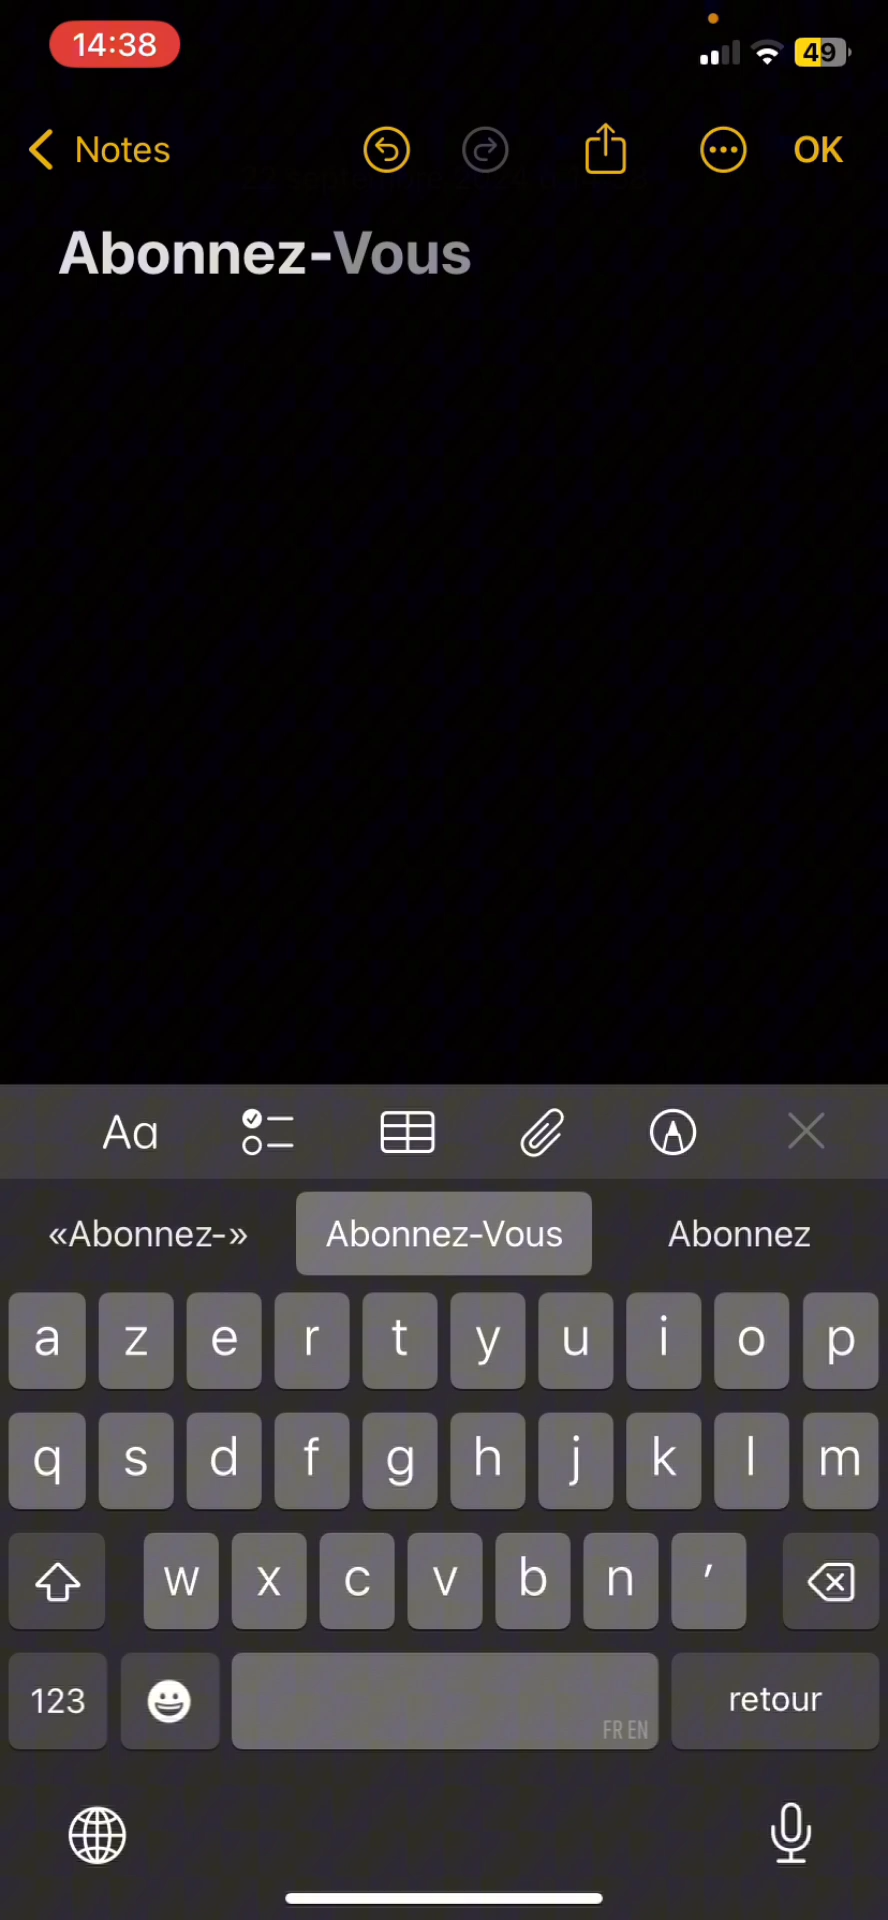 14:38
49
Notes
OK
Abonnez-Vous
Aa
«Abonnez-» Abonnez-Vous Abonnez
a z e r t y u i o p
q s d f g h j k l m
w x c v b n ′
123 FR EN retour